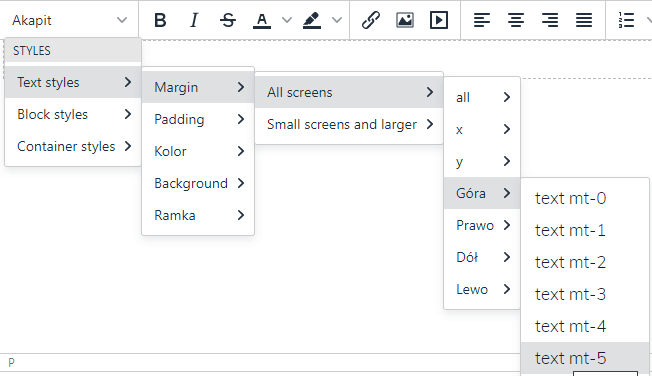 Akapit
B I S A
STYLES
Text styles
Block styles
Container styles
Margin
Padding
Kolor
Background
Ramka
All screens
Small screens and larger
all
x
y
Góra
Prawo
Dół
Lewo
text mt-0
text mt-1
text mt-2
text mt-3
text mt-4
text mt-5
p